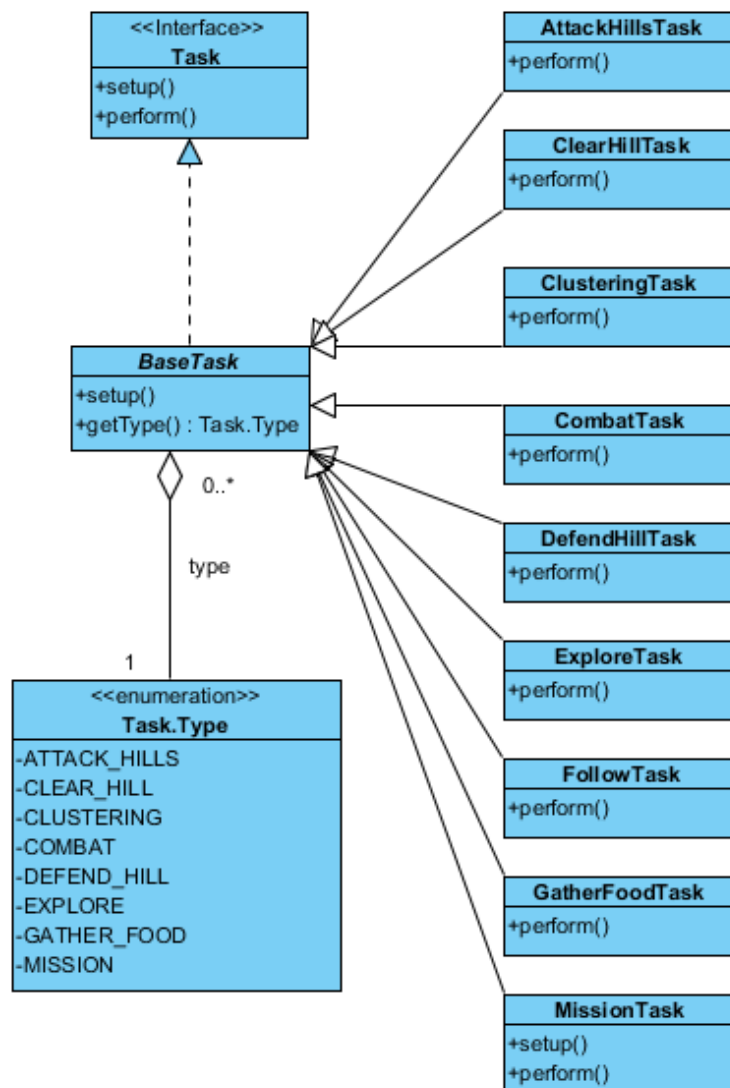 <<Interface>>
Task
+setup()
+perform()
BaseTask
+setup()
+getType() : Task.Type
0..*
type
1
<<enumeration>>
Task.Type
-ATTACK_HILLS
-CLEAR_HILL
-CLUSTERING
-COMBAT
-DEFEND_HILL
-EXPLORE
-GATHER_FOOD
-MISSION
AttackHillsTask
+perform()
ClearHillTask
+perform()
ClusteringTask
+perform()
CombatTask
+perform()
DefendHillTask
+perform()
ExploreTask
+perform()
FollowTask
+perform()
GatherFoodTask
+perform()
MissionTask
+setup()
+perform()